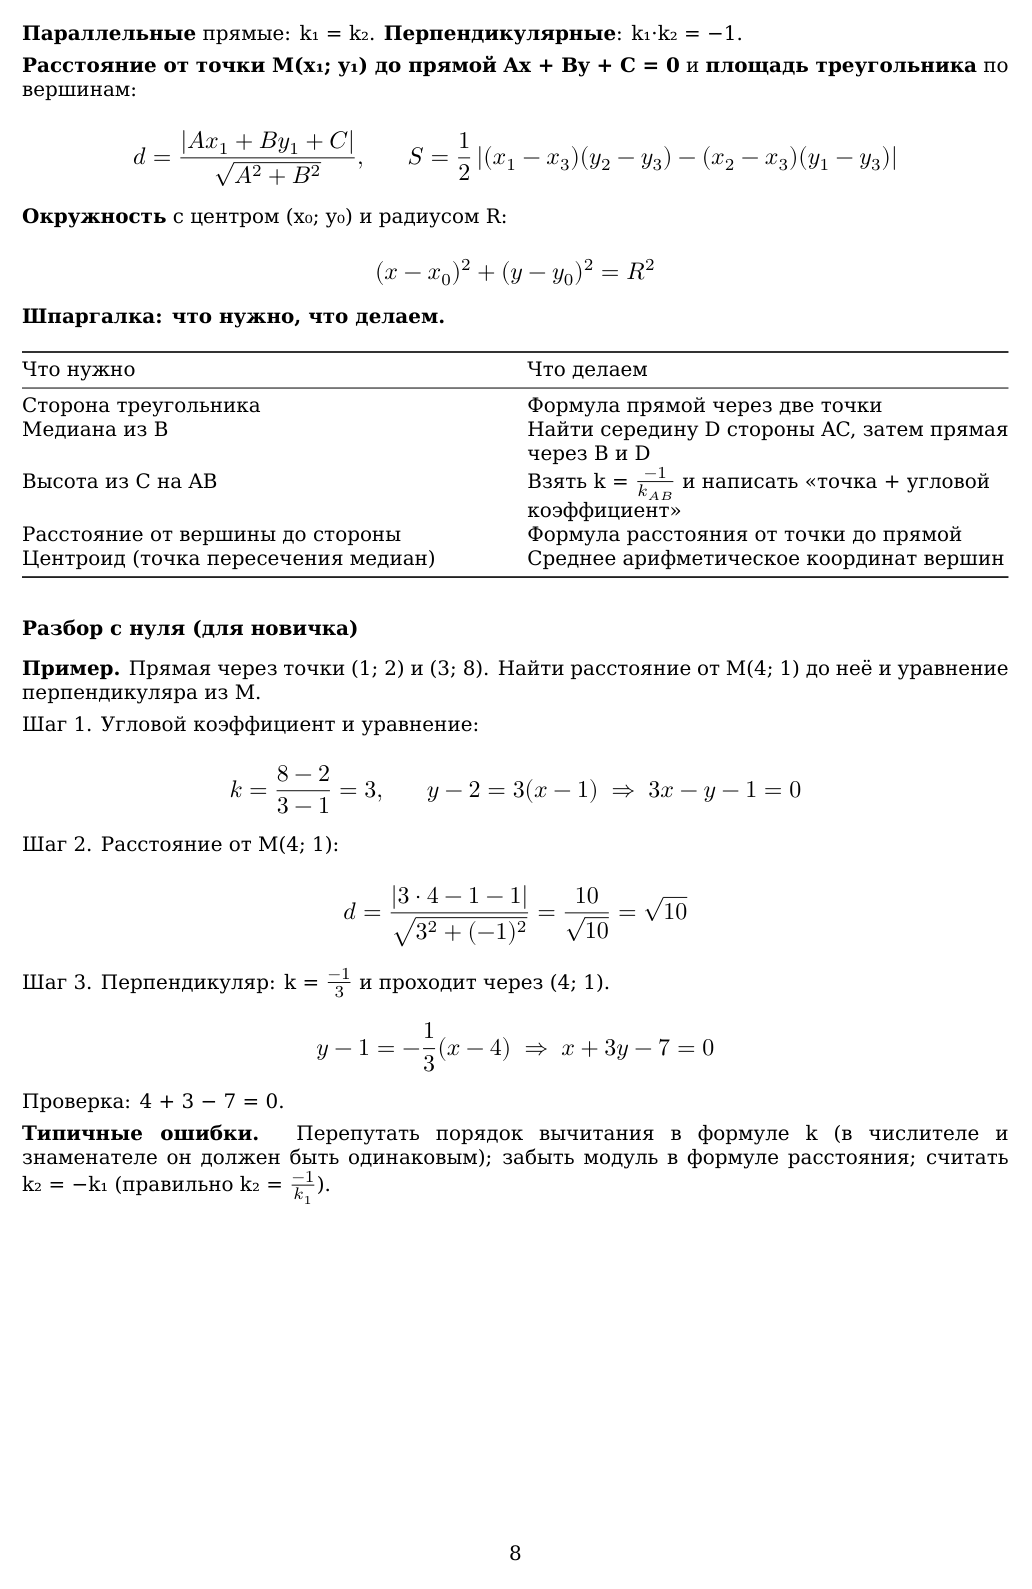 Параллельные прямые: k₁ = k₂. Перпендикулярные: k₁·k₂ = −1.
Расстояние от точки M(x₁; y₁) до прямой Ax + By + C = 0 и площадь треугольника по
вершинам:
d = |Ax₁ + By₁ + C| / √(A² + B²), S = 1/2 |(x₁ − x₃)(y₂ − y₃) − (x₂ − x₃)(y₁ − y₃)|
Окружность с центром (x₀; y₀) и радиусом R:
(x − x₀)² + (y − y₀)² = R²
Шпаргалка: что нужно, что делаем.
Что нужно Что делаем
Сторона треугольника Формула прямой через две точки
Медиана из B Найти середину D стороны AC, затем прямая
через B и D
Высота из C на AB Взять k = −1/k_AB и написать «точка + угловой
коэффициент»
Расстояние от вершины до стороны Формула расстояния от точки до прямой
Центроид (точка пересечения медиан) Среднее арифметическое координат вершин
Разбор с нуля (для новичка)
Пример. Прямая через точки (1; 2) и (3; 8). Найти расстояние от M(4; 1) до неё и уравнение
перпендикуляра из M.
Шаг 1. Угловой коэффициент и уравнение:
k = (8 − 2)/(3 − 1) = 3, y − 2 = 3(x − 1) ⇒ 3x − y − 1 = 0
Шаг 2. Расстояние от M(4; 1):
d = |3 · 4 − 1 − 1| / √(3² + (−1)²) = 10/√10 = √10
Шаг 3. Перпендикуляр: k = −1/3 и проходит через (4; 1).
y − 1 = −1/3(x − 4) ⇒ x + 3y − 7 = 0
Проверка: 4 + 3 − 7 = 0.
Типичные ошибки. Перепутать порядок вычитания в формуле k (в числителе и
знаменателе он должен быть одинаковым); забыть модуль в формуле расстояния; считать
k₂ = −k₁ (правильно k₂ = −1/k₁).
8